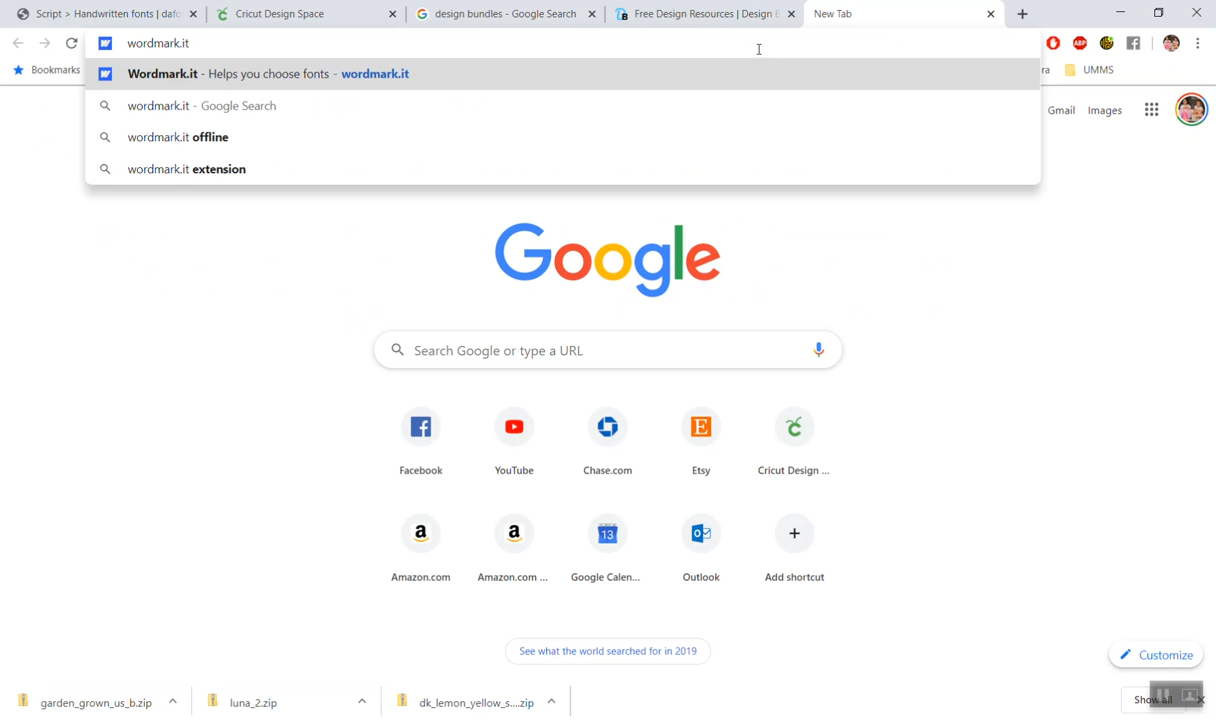 Script > Handwritten fonts | dafo
Cricut Design Space
design bundles - Google Search
Free Design Resources | Design B
New Tab
wordmark.it
ABP
Bookmarks
Wordmark.it - Helps you choose fonts - wordmark.it
ra
UMMS
wordmark.it - Google Search
Gmail
Images
wordmark.it offline
wordmark.it extension
Google
Search Google or type a URL
Facebook
YouTube
Chase.com
Etsy
Cricut Design ...
Amazon.com
Amazon.com ...
Google Calen...
Outlook
Add shortcut
13
See what the world searched for in 2019
Customize
garden_grown_us_b.zip
luna_2.zip
dk_lemon_yellow_s....zip
Show all